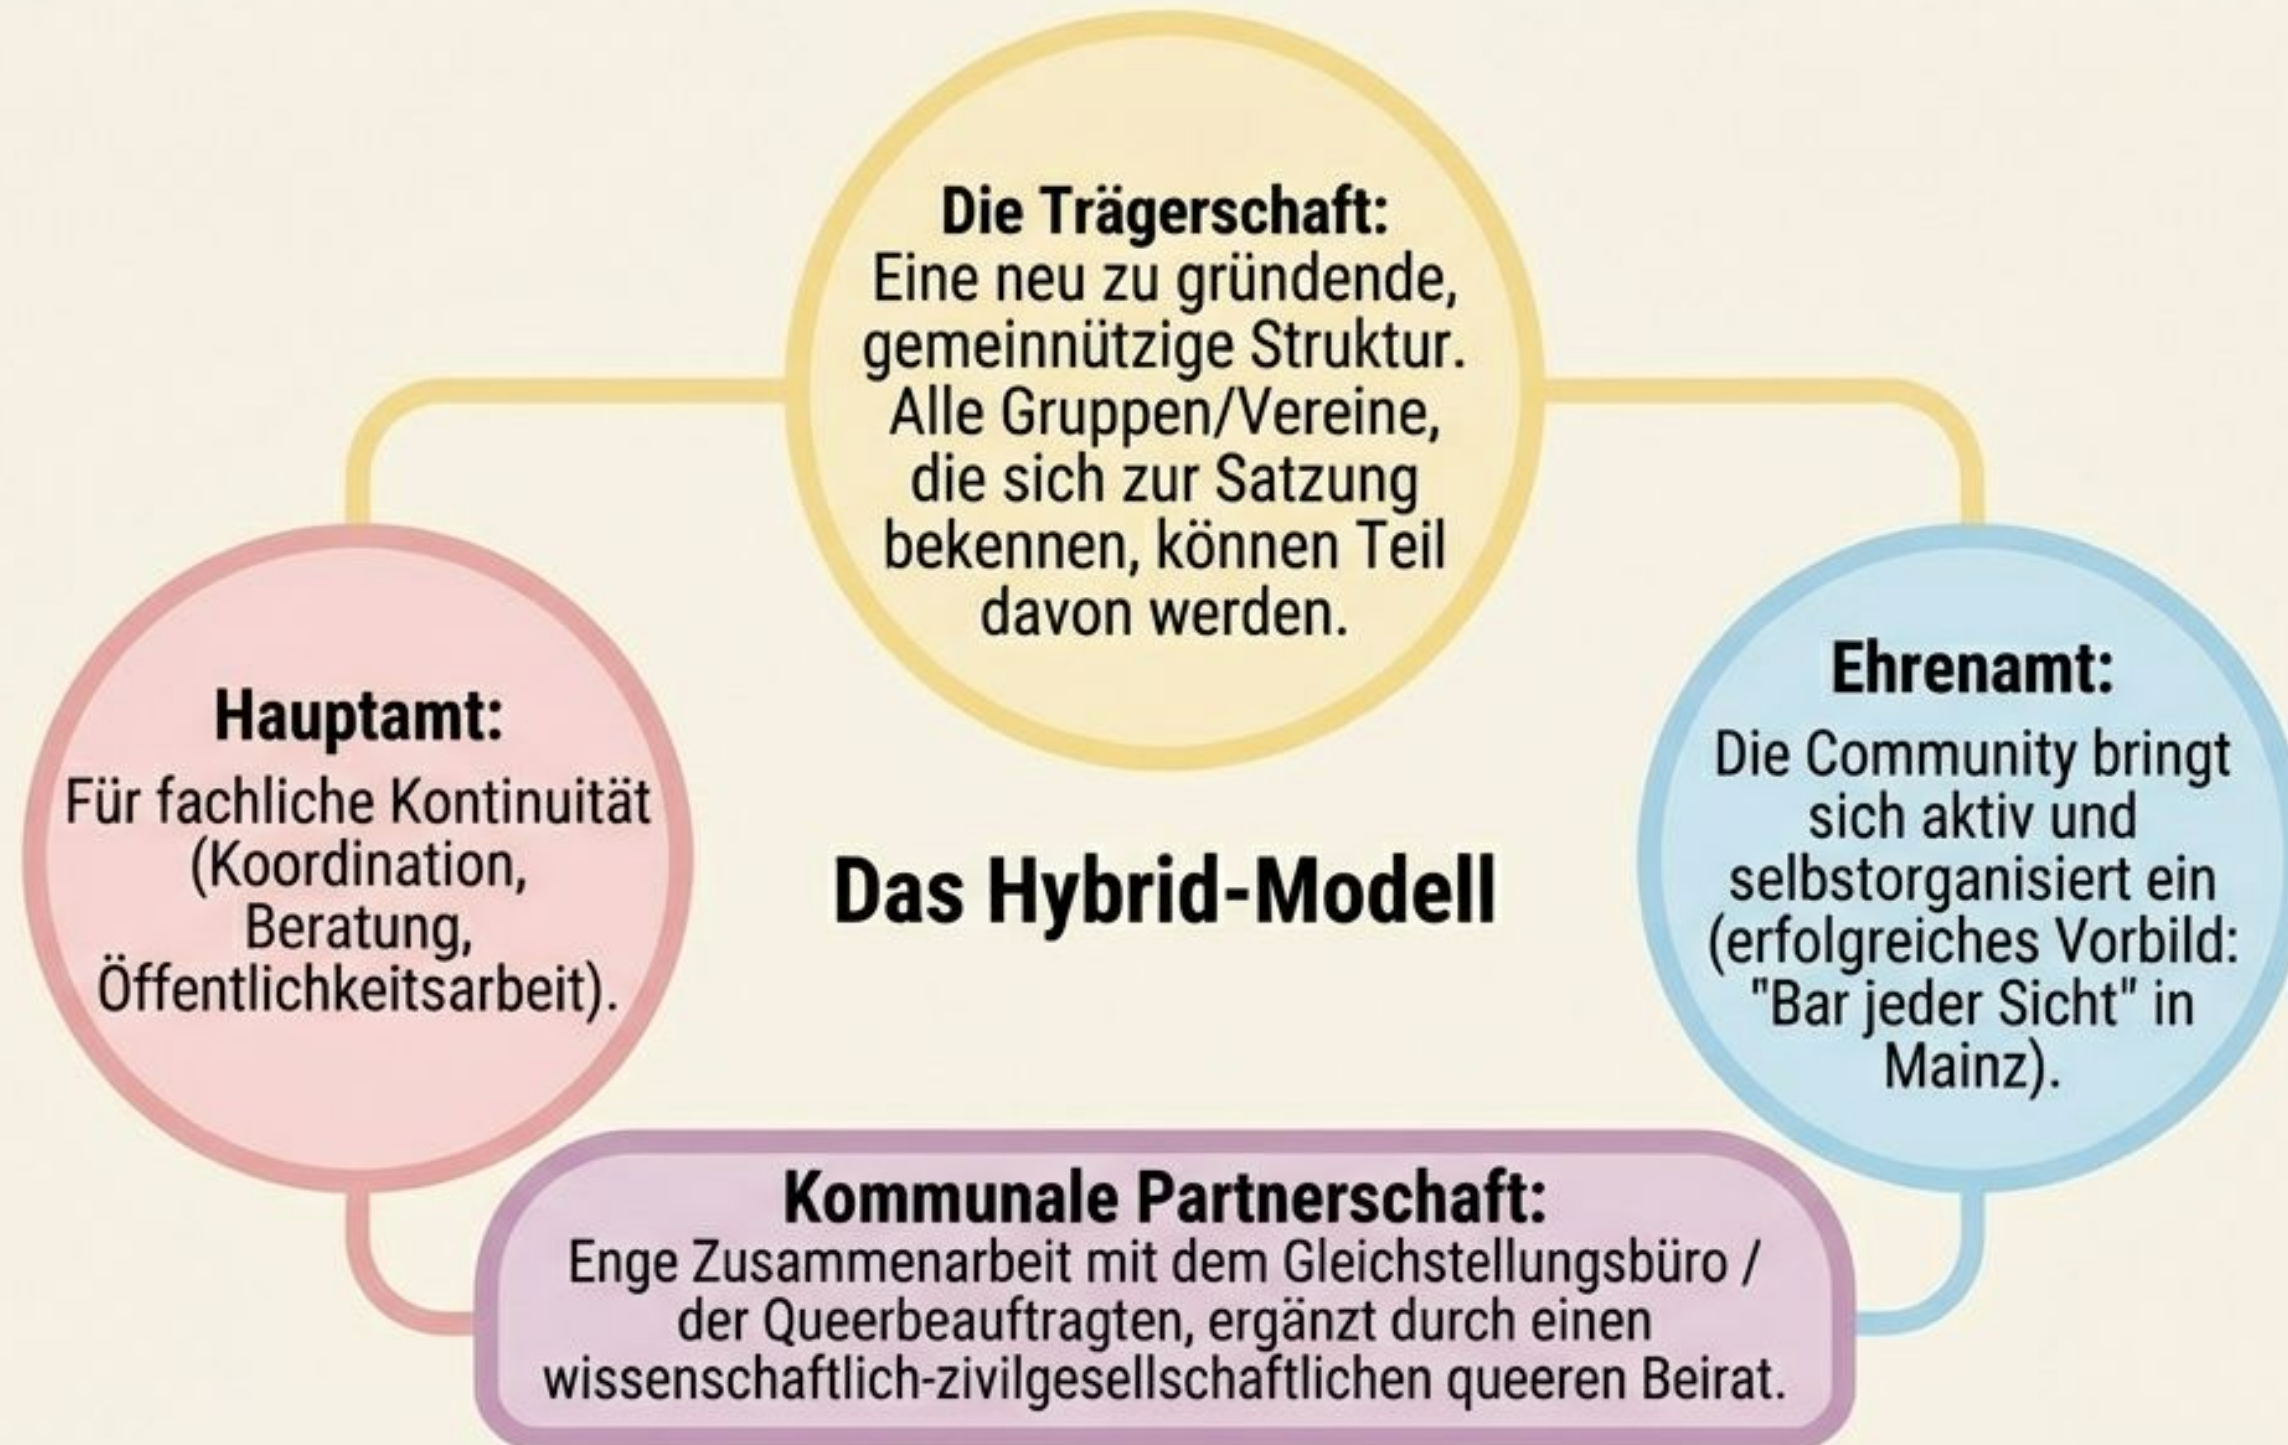 Die Trägerschaft:
Eine neu zu gründende,
gemeinnützige Struktur.
Alle Gruppen/Vereine,
die sich zur Satzung
bekennen, können Teil
davon werden.
Hauptamt:
Für fachliche Kontinuität
(Koordination,
Beratung,
Öffentlichkeitsarbeit).
Das Hybrid-Modell
Ehrenamt:
Die Community bringt
sich aktiv und
selbstorganisiert ein
(erfolgreiches Vorbild:
"Bar jeder Sicht" in
Mainz).
Kommunale Partnerschaft:
Enge Zusammenarbeit mit dem Gleichstellungsbüro /
der Queerbeauftragten, ergänzt durch einen
wissenschaftlich-zivilgesellschaftlichen queeren Beirat.